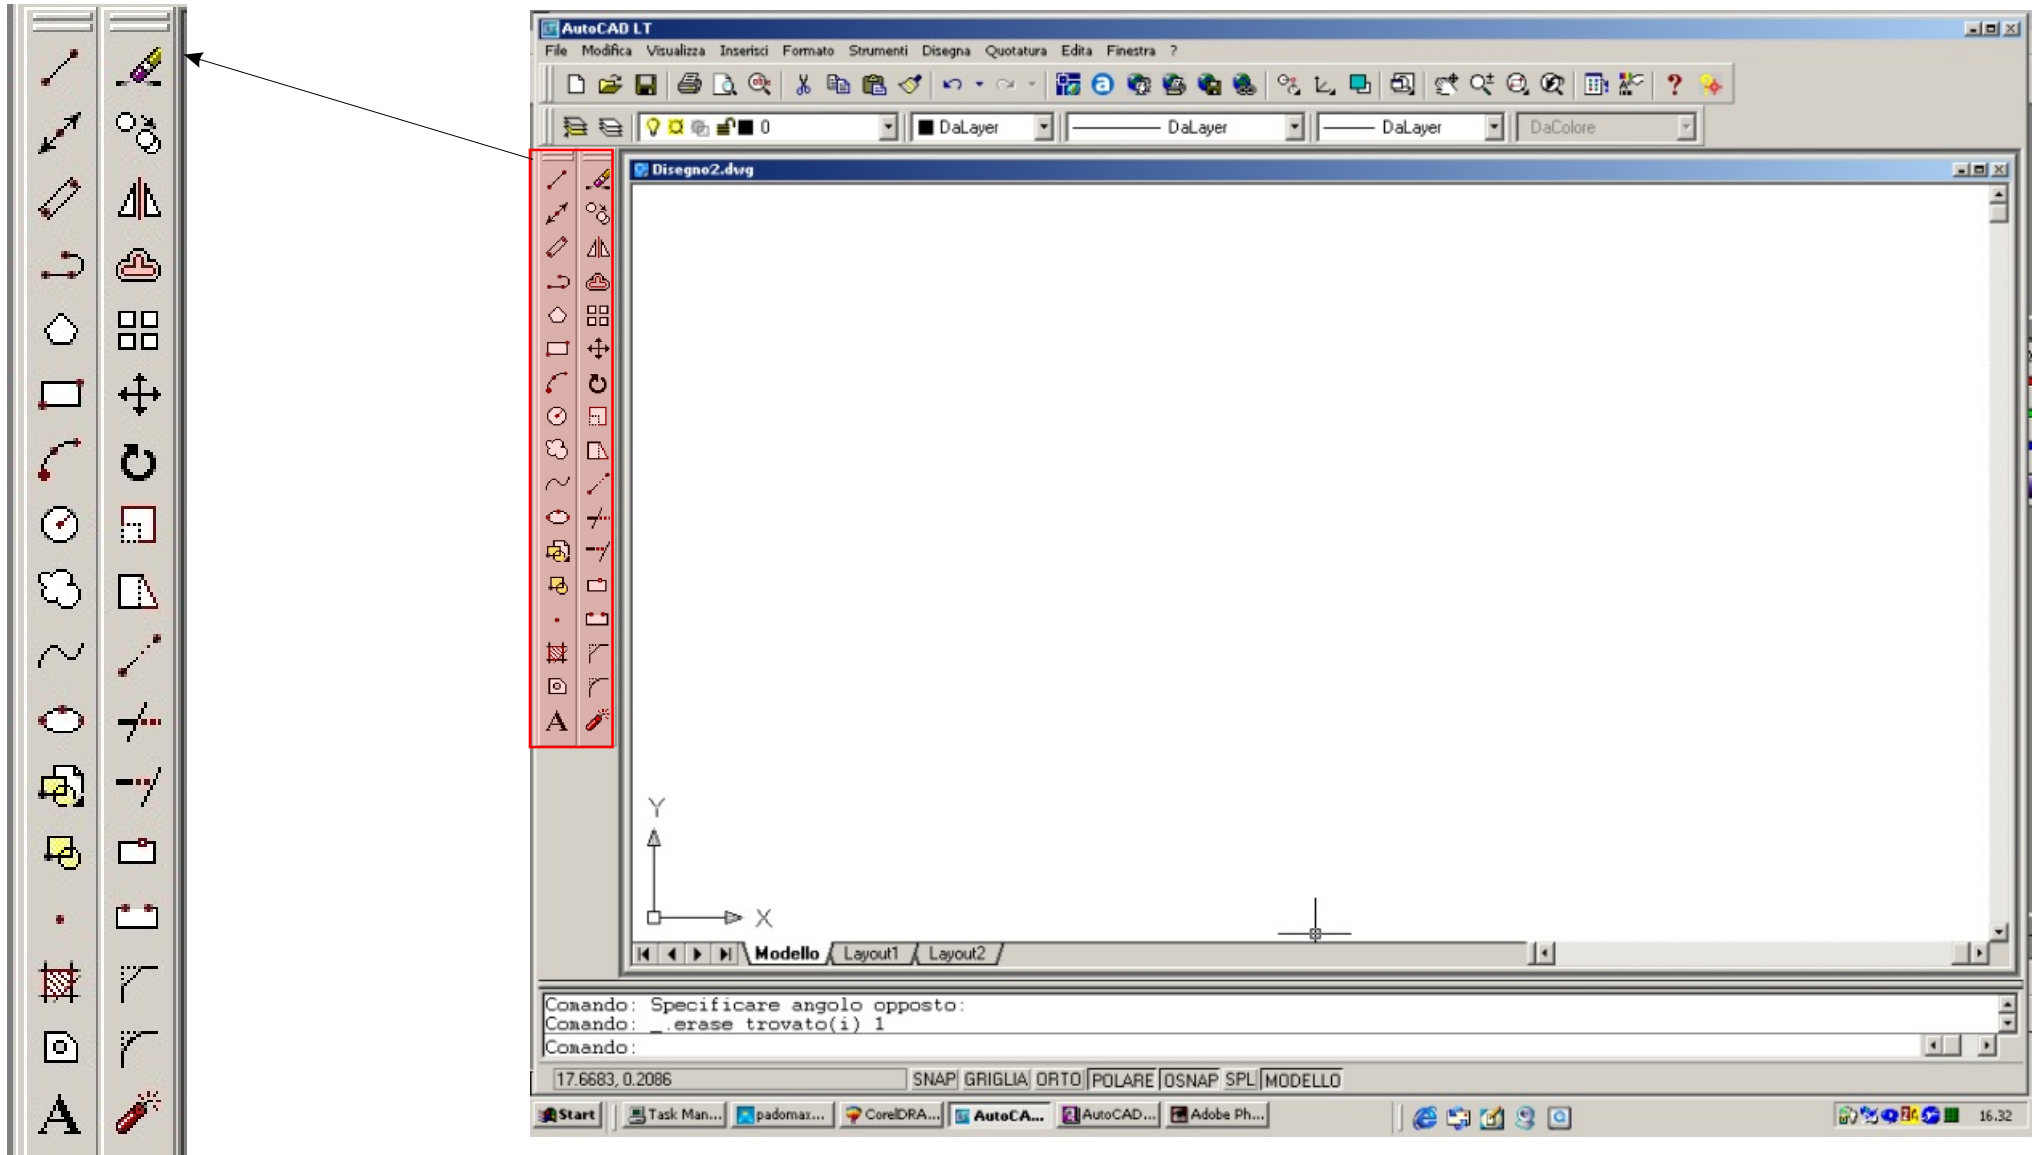 AutoCAD LT
File Modifica Visualizza Inserisci Formato Strumenti Disegna Quotatura Edita Finestra ?
0 DaLayer DaLayer DaLayer DaColore
Disegno2.dwg
A
A
Y
X
Modello Layout1 Layout2
Comando: Specificare angolo opposto:
Comando: _.erase trovato(i) 1
Comando:
17.6683, 0.2086 SNAP GRIGLIA ORTO POLARE OSNAP SPL MODELLO
Start Task Man... padomax... CorelDRA... AutoCA... AutoCAD... Adobe Ph... 16.32